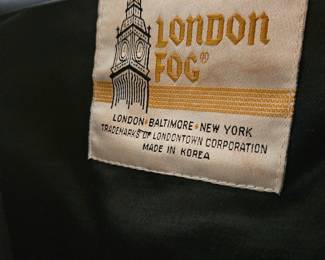 LONDON
FOG®
LONDON • BALTIMORE • NEW YORK
TRADEMARKS OF LONDONTOWN CORPORATION
MADE IN KOREA